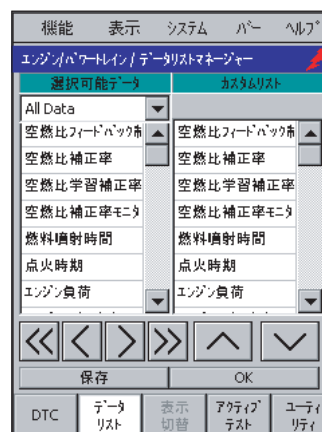 機能 表示 システム バー ヘルプ
エンジン/パワートレイン / データリストマネージャー
選択可能データ カスタムリスト
All Data
空燃比フィードバック補 空燃比フィードバック補
空燃比補正率 空燃比補正率
空燃比学習補正率 空燃比学習補正率
空燃比補正率モニタ 空燃比補正率モニタ
燃料噴射時間 燃料噴射時間
点火時期 点火時期
エンジン負荷 エンジン負荷
保存 OK
DTC データリスト 表示切替 アクティブテスト ユーティリティ